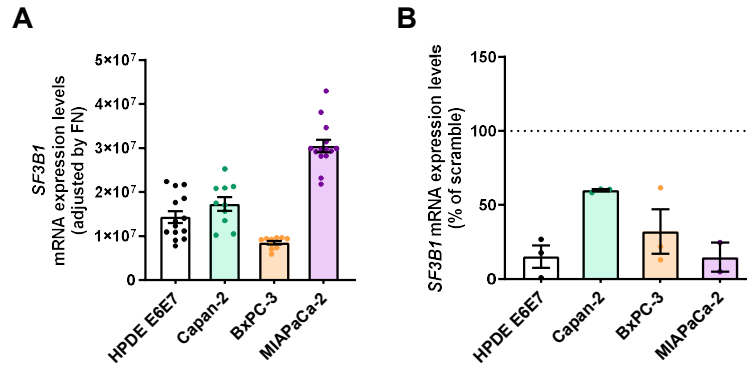 A
SF3B1
mRNA expression levels
(adjusted by FN)
5×10⁷
4×10⁷
3×10⁷
2×10⁷
1×10⁷
0
HPDE E6E7
Capan-2
BxPC-3
MIAPaCa-2
B
SF3B1 mRNA expression levels
(% of scramble)
150
100
50
0
HPDE E6E7
Capan-2
BxPC-3
MIAPaCa-2